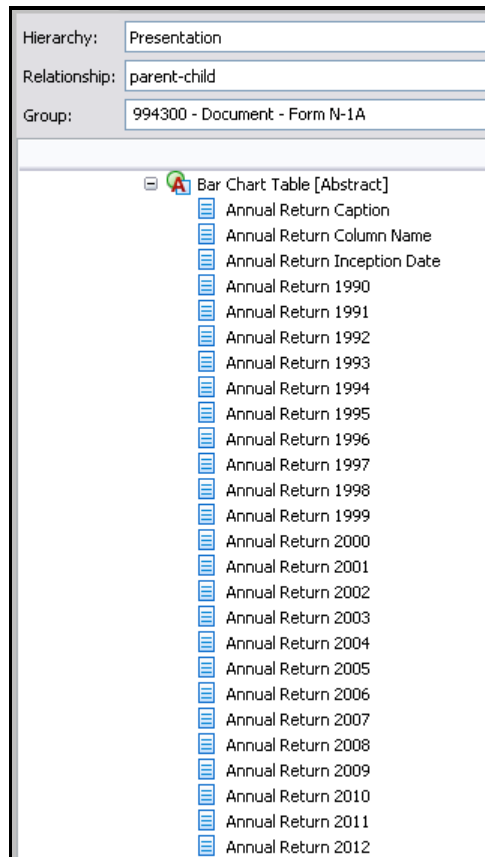 Hierarchy: Presentation
Relationship: parent-child
Group: 994300 - Document - Form N-1A
Bar Chart Table [Abstract]
Annual Return Caption
Annual Return Column Name
Annual Return Inception Date
Annual Return 1990
Annual Return 1991
Annual Return 1992
Annual Return 1993
Annual Return 1994
Annual Return 1995
Annual Return 1996
Annual Return 1997
Annual Return 1998
Annual Return 1999
Annual Return 2000
Annual Return 2001
Annual Return 2002
Annual Return 2003
Annual Return 2004
Annual Return 2005
Annual Return 2006
Annual Return 2007
Annual Return 2008
Annual Return 2009
Annual Return 2010
Annual Return 2011
Annual Return 2012